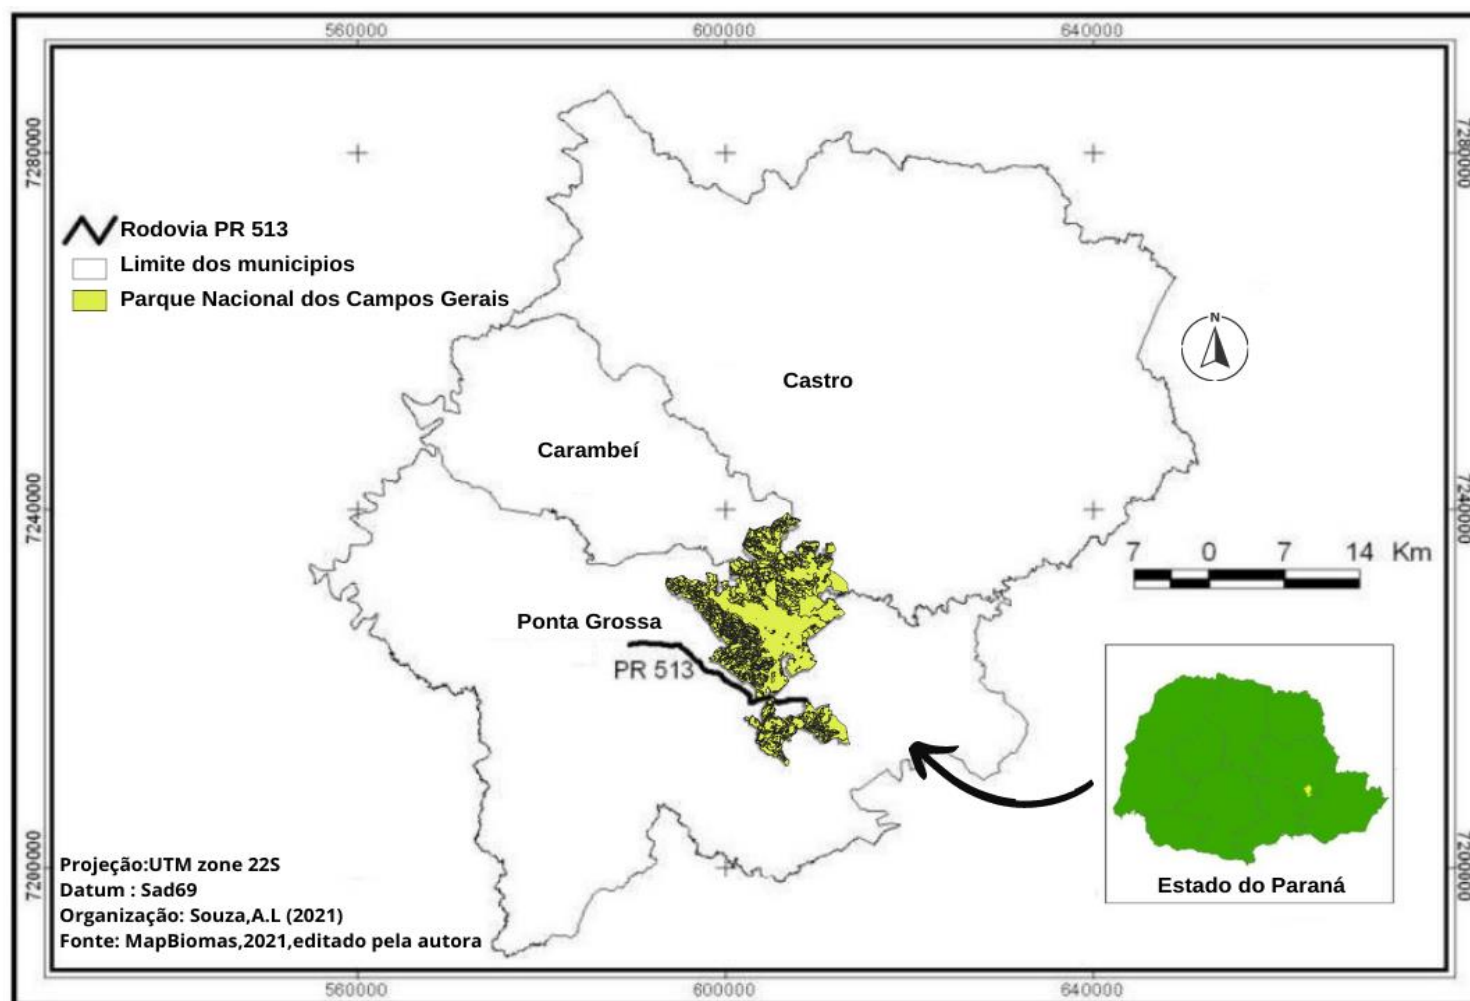 560000 600000 640000
7280000 7280000
Rodovia PR 513
Limite dos municipios
Parque Nacional dos Campos Gerais
N
Castro
Carambeí
7240000 7240000
7 0 7 14 Km
Ponta Grossa
PR 513
7200000 7200000
Projeção:UTM zone 22S
Datum : Sad69
Organização: Souza,A.L (2021)
Fonte: MapBiomas,2021,editado pela autora
Estado do Paraná
560000 600000 640000